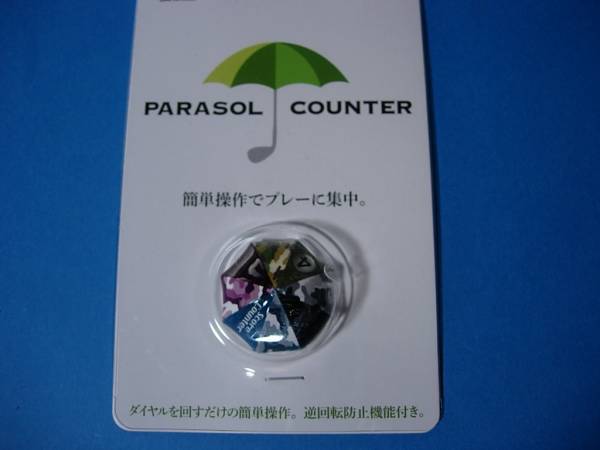 PARASOL COUNTER
簡単操作でプレーに集中。
Score
Counter
ダイヤルを回すだけの簡単操作。逆回転防止機能付き。